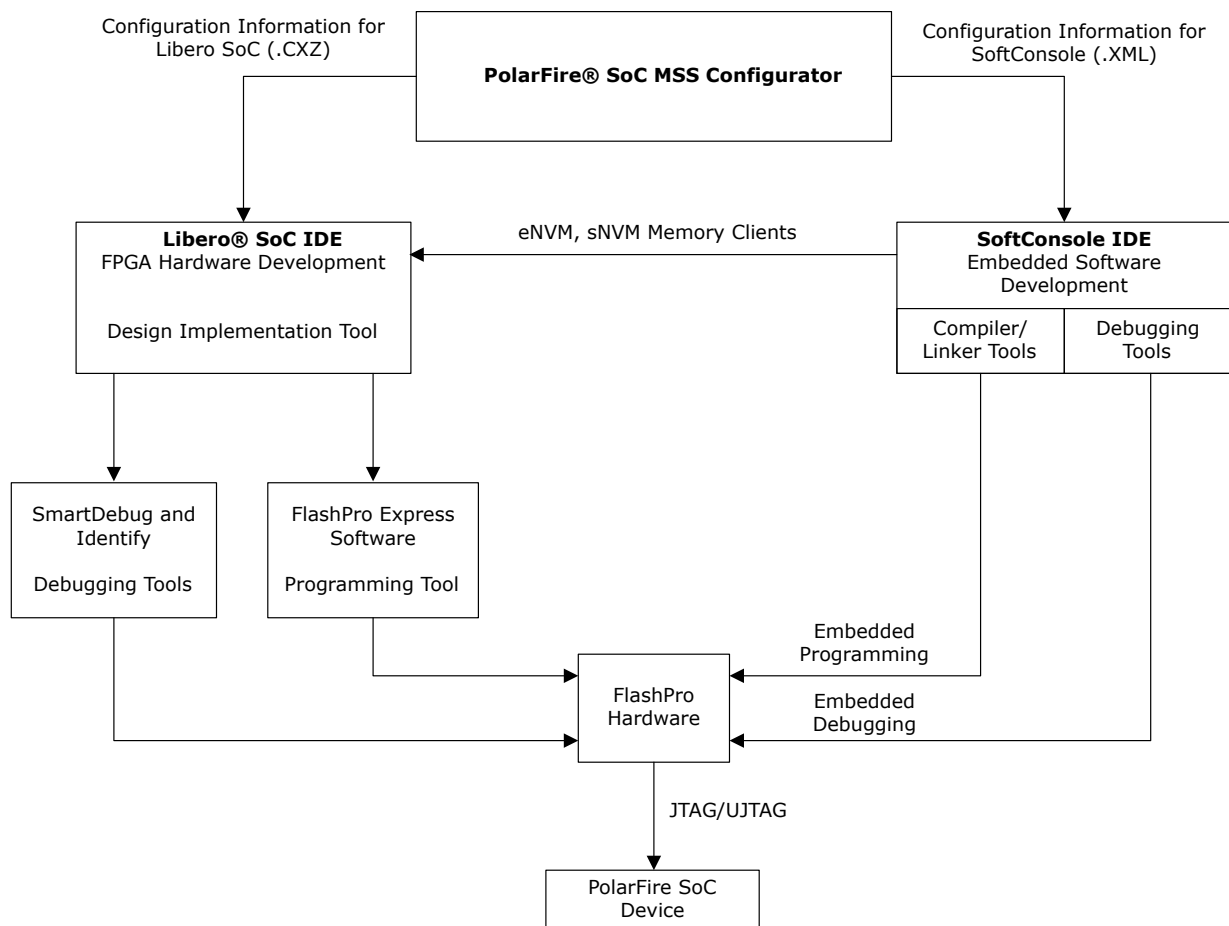 Configuration Information for
Libero SoC (.CXZ)
PolarFire® SoC MSS Configurator
Configuration Information for
SoftConsole (.XML)
Libero® SoC IDE
FPGA Hardware Development
Design Implementation Tool
eNVM, sNVM Memory Clients
SoftConsole IDE
Embedded Software
Development
Compiler/
Linker Tools
Debugging
Tools
SmartDebug and
Identify
Debugging Tools
FlashPro Express
Software
Programming Tool
Embedded
Programming
FlashPro
Hardware
Embedded
Debugging
JTAG/UJTAG
PolarFire SoC
Device